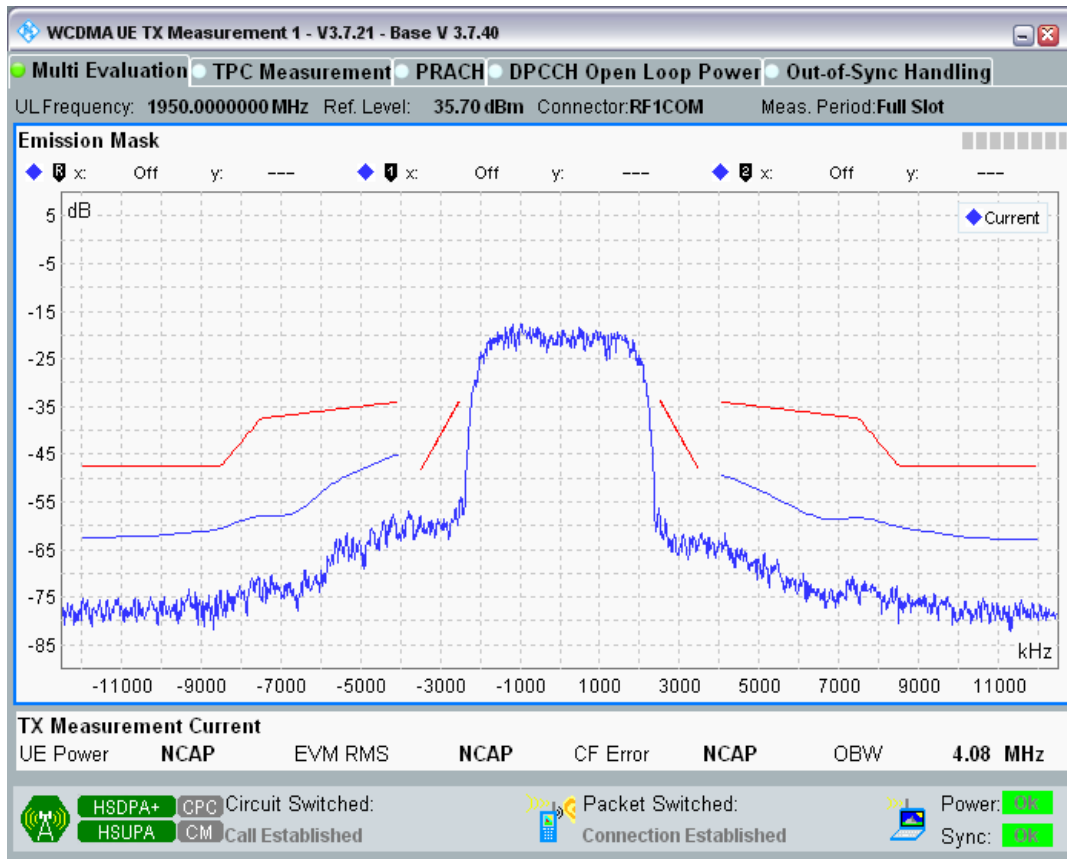 WCDMA UE TX Measurement 1 - V3.7.21 - Base V 3.7.40
Multi Evaluation TPC Measurement PRACH DPCCH Open Loop Power Out-of-Sync Handling
UL Frequency: 1950.0000000 MHz Ref. Level: 35.70 dBm Connector:RF1COM Meas. Period:Full Slot
Emission Mask
R x: Off y: --- 1 x: Off y: --- 2 x: Off y: ---
dB
Current
5
-5
-15
-25
-35
-45
-55
-65
-75
-85
kHz
-11000 -9000 -7000 -5000 -3000 -1000 1000 3000 5000 7000 9000 11000
TX Measurement Current
UE Power NCAP EVM RMS NCAP CF Error NCAP OBW 4.08 MHz
HSDPA+ CPC Circuit Switched: Packet Switched: Power: Ok
HSUPA CM Call Established Connection Established Sync: Ok